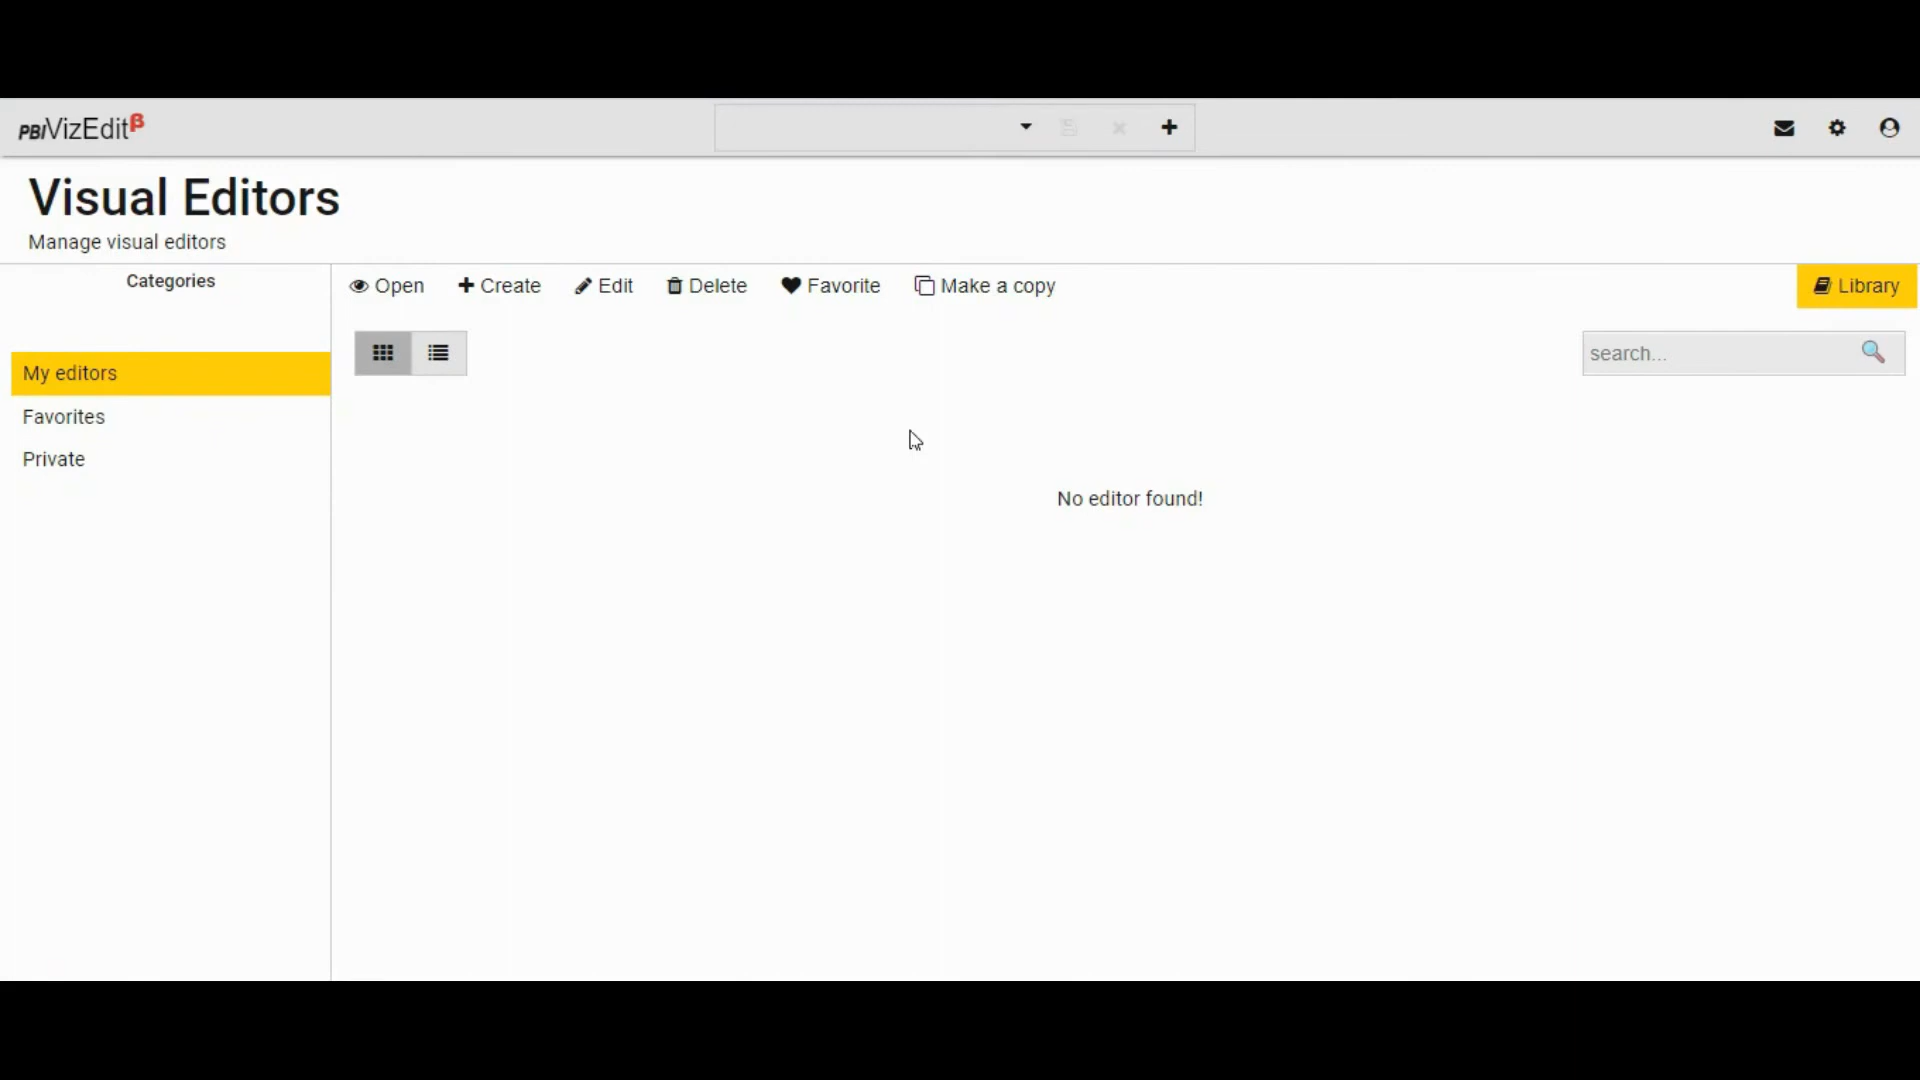 PBIVizEditβ
Visual Editors
Manage visual editors
Categories
Open Create Edit Delete Favorite Make a copy Library
search...
My editors
Favorites
Private
No editor found!